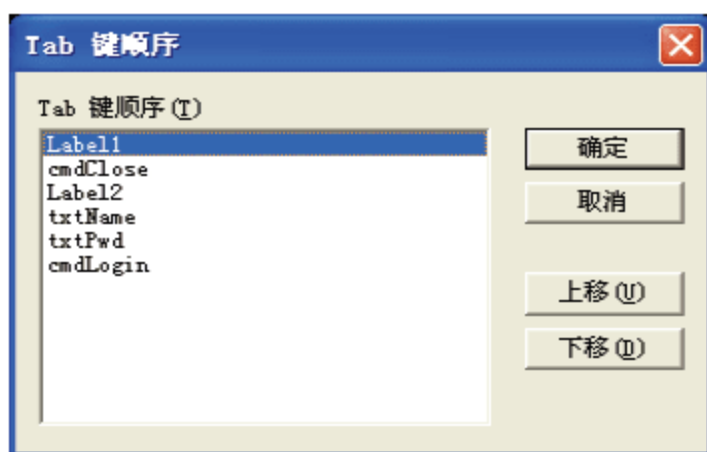 Tab 键顺序
Tab 键顺序(T)
Label1
cmdClose
Label2
txtName
txtPwd
cmdLogin
确定
取消
上移(U)
下移(D)